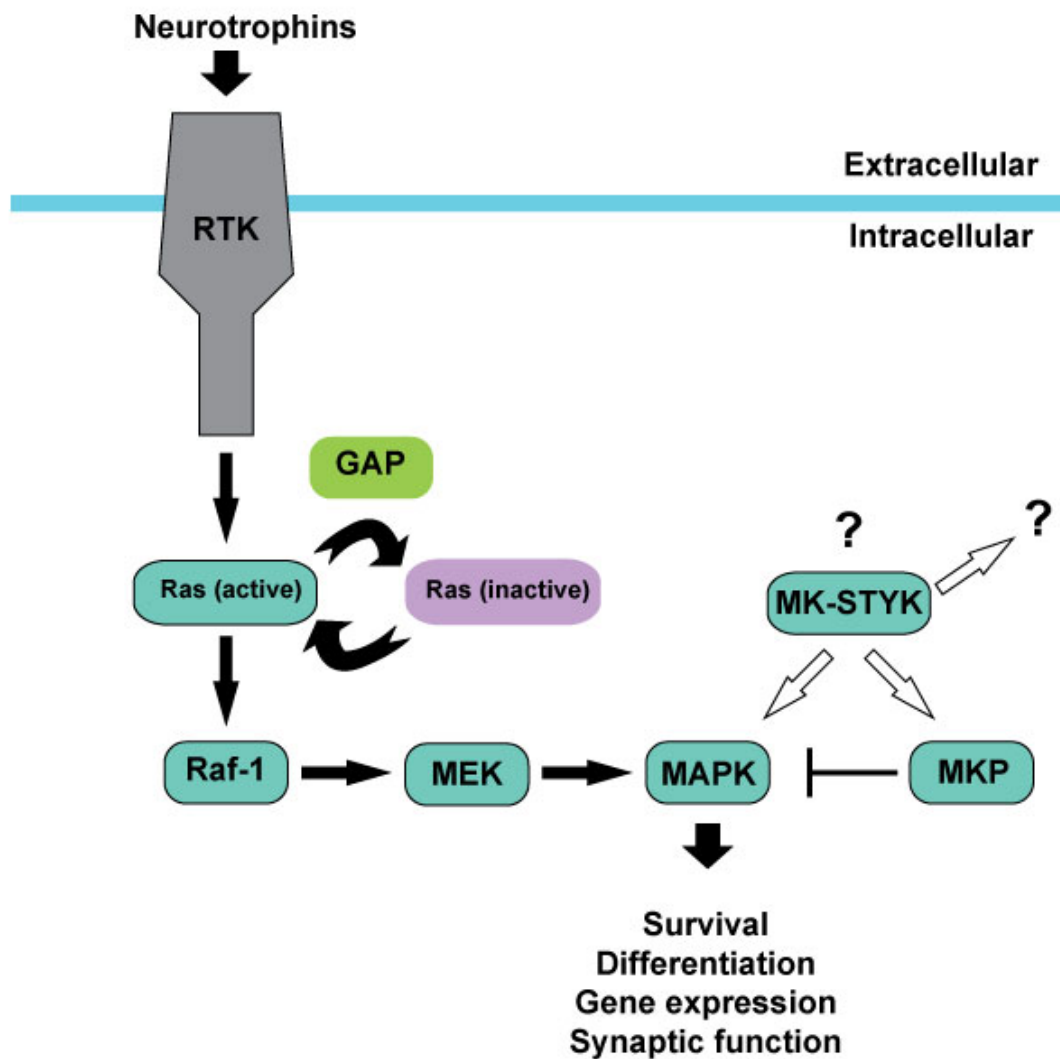 Neurotrophins
Extracellular
RTK
Intracellular
GAP
?
?
Ras (active)
Ras (inactive)
MK-STYK
Raf-1
MEK
MAPK
MKP
Survival
Differentiation
Gene expression
Synaptic function